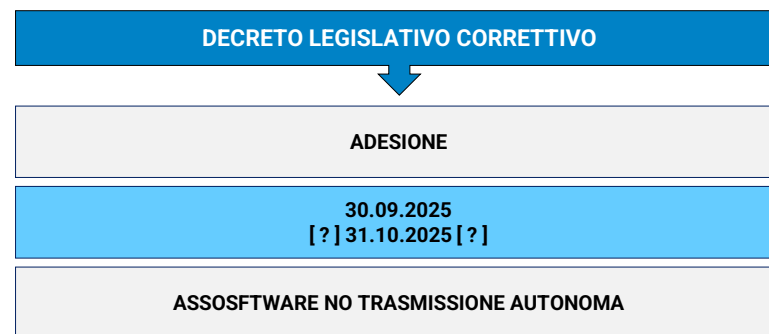 DECRETO LEGISLATIVO CORRETTIVO
ADESIONE
30.09.2025
[ ? ] 31.10.2025 [ ? ]
ASSOSFTWARE NO TRASMISSIONE AUTONOMA